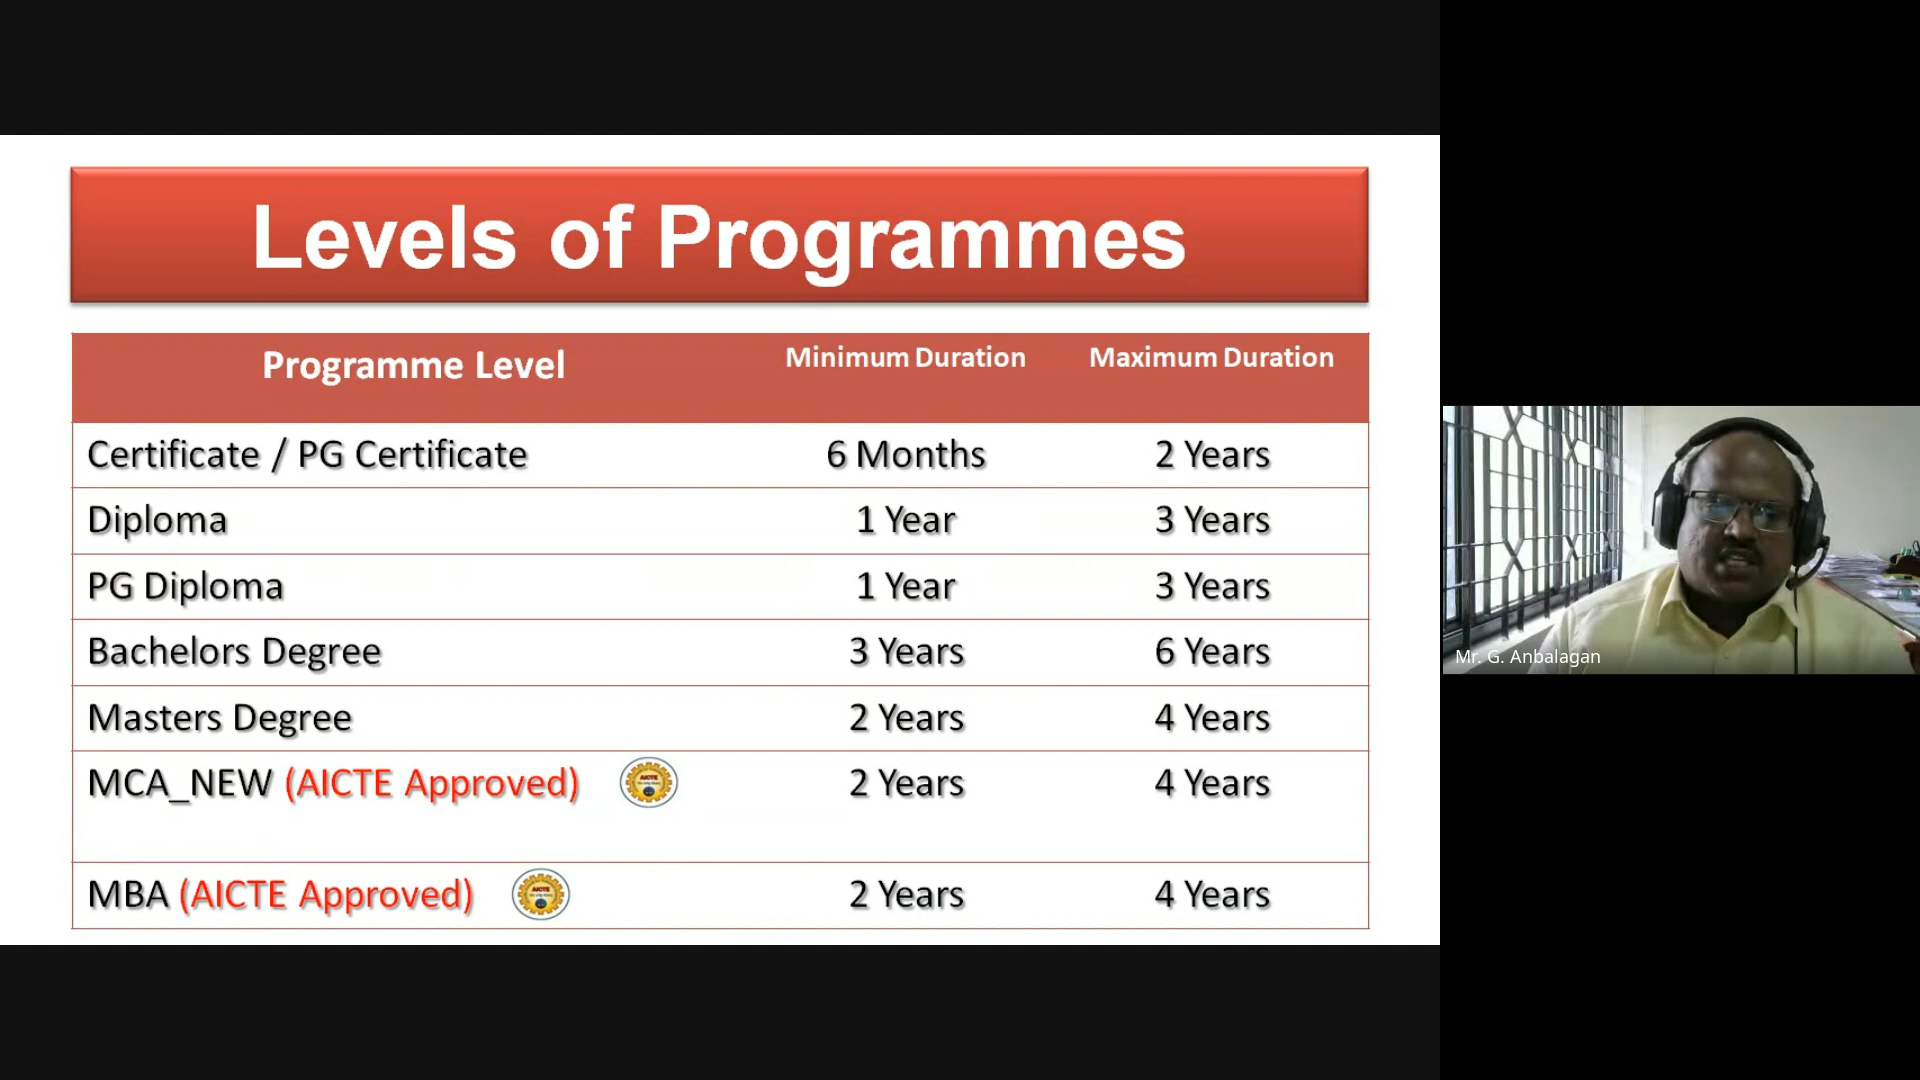 Levels of Programmes
Programme Level Minimum Duration Maximum Duration
Certificate / PG Certificate 6 Months 2 Years
Diploma 1 Year 3 Years
PG Diploma 1 Year 3 Years
Bachelors Degree 3 Years 6 Years
Masters Degree 2 Years 4 Years
MCA_NEW (AICTE Approved) AICTE 2 Years 4 Years
MBA (AICTE Approved) AICTE 2 Years 4 Years
Mr. G. Anbalagan